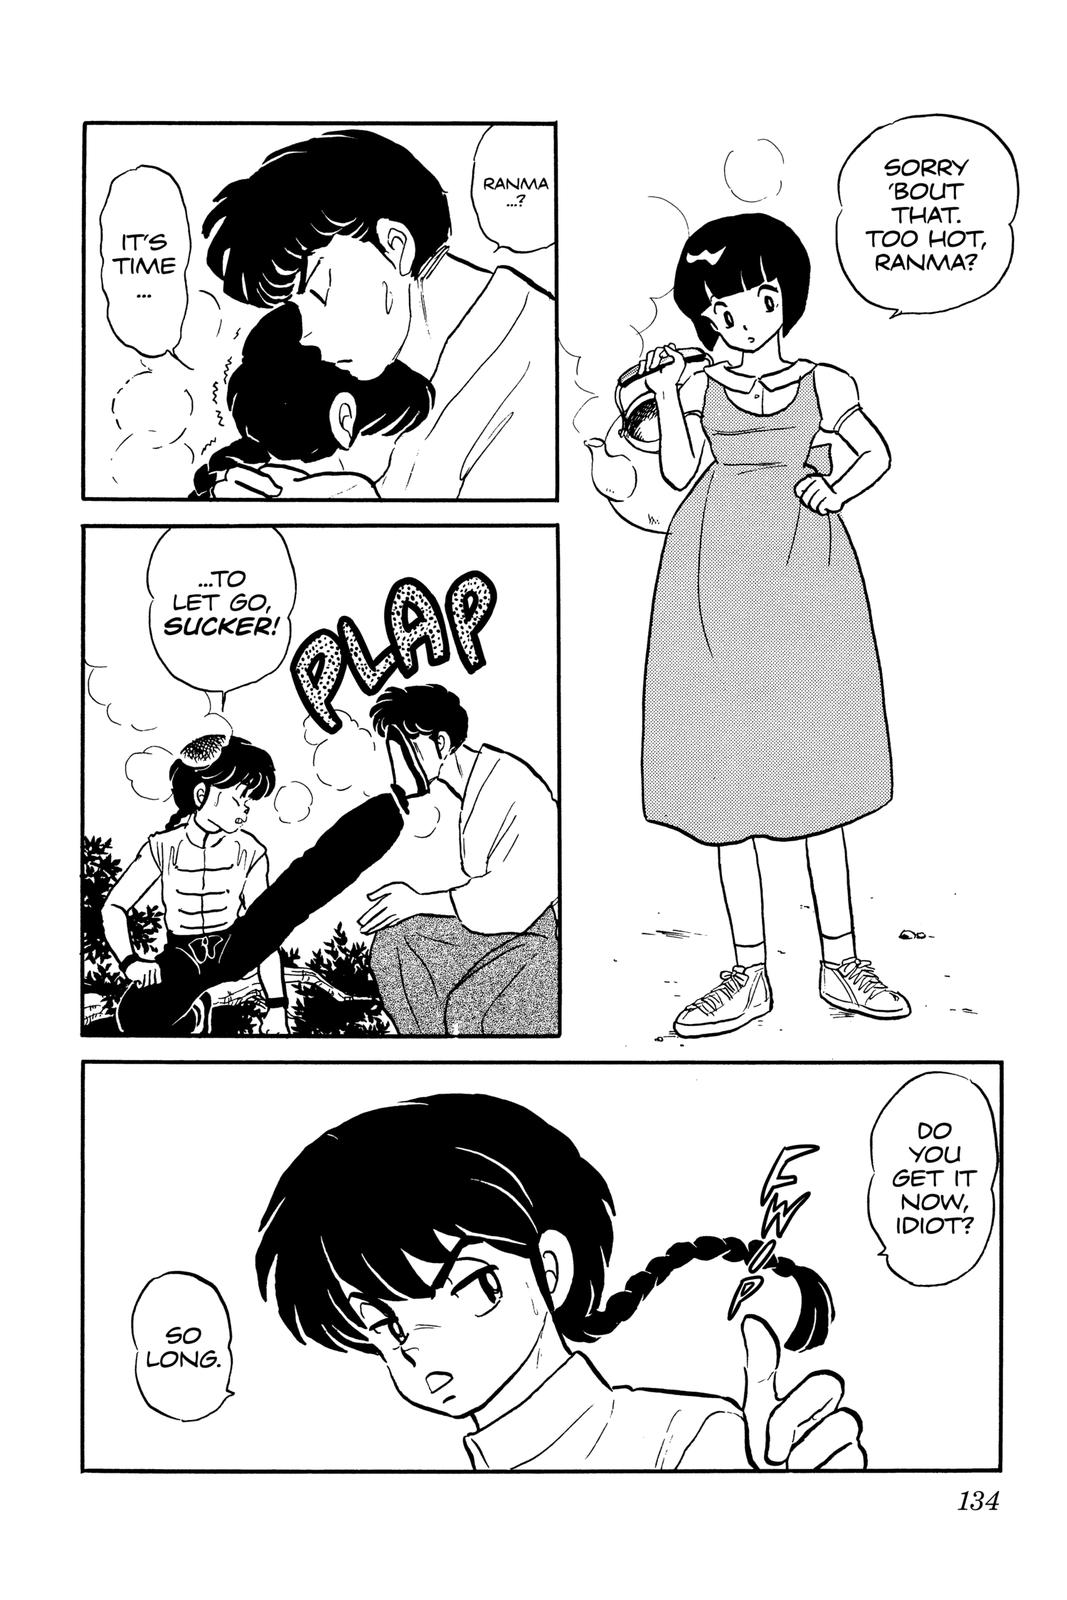 SORRY
'BOUT
THAT.
TOO HOT,
RANMA?
RANMA
...?
IT'S
TIME
...
...TO
LET GO,
SUCKER!
PLAP
DO
YOU
GET IT
NOW,
IDIOT?
FWIP
SO
LONG.
134